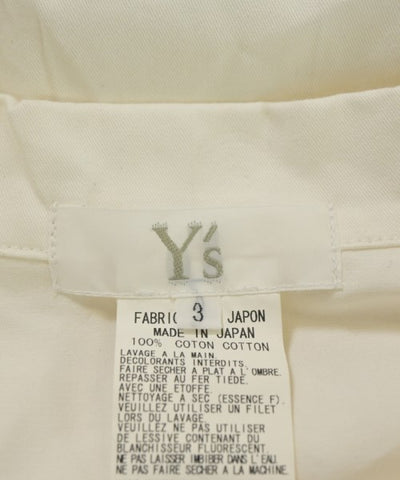 Y's
3
FABRIC JAPON
MADE IN JAPAN
100% COTON COTTON
LAVAGE A LA MAIN.
DECOLORANTS INTERDITS.
FAIRE SECHER A PLAT A L'OMBRE.
REPASSER AU FER TIEDE.
AVEC UNE ETOFFE.
NETTOYAGE A SEC (ESSENCE F).
VEUILLEZ UTILISER UN FILET
LORS DU LAVAGE.
VEUILLEZ NE PAS UTILISER
DE LESSIVE CONTENANT DU
BLANCHISSEUR FLUORESCENT.
NE PAS LAISSER IMBIBER DANS L'EAU.
NE PAS FAIRE SECHER A LA MACHINE.